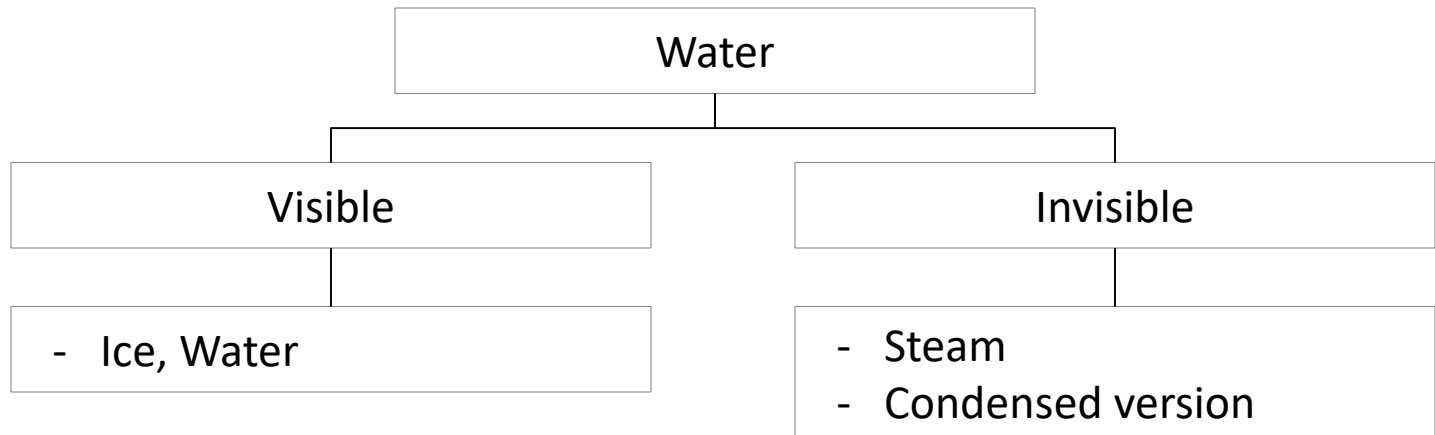 Water
Visible
Invisible
- Ice, Water
- Steam
- Condensed version